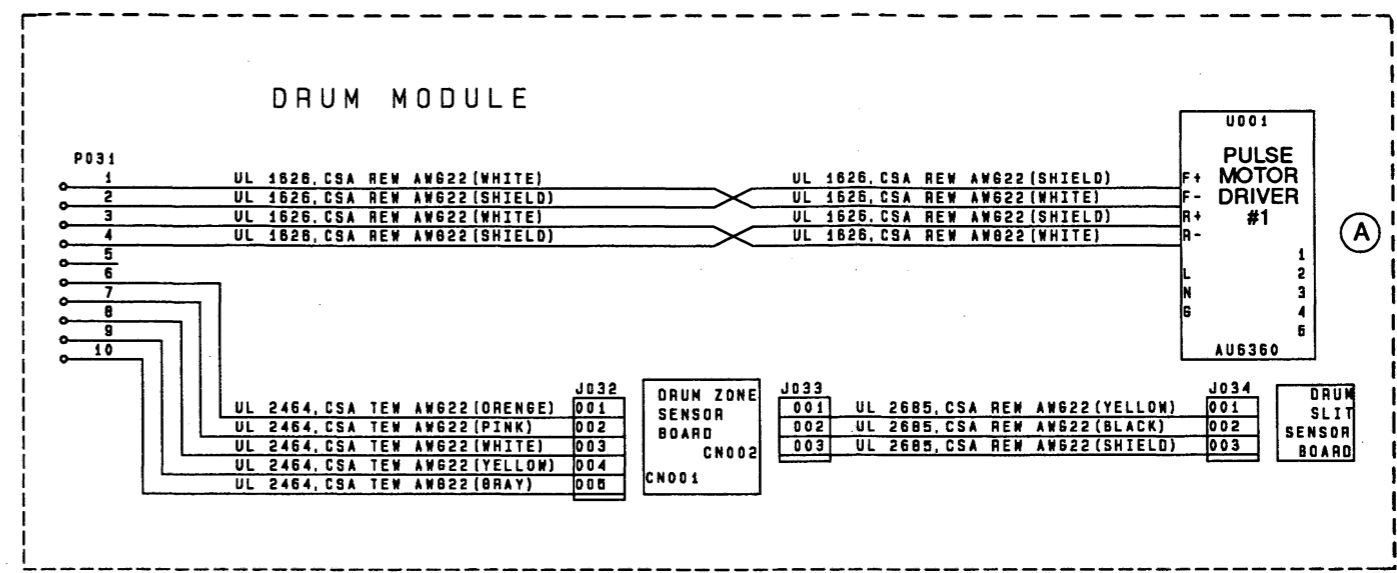 DRUM MODULE
P031
1 UL 1626,CSA REW AWG22(WHITE) UL 1626,CSA REW AWG22(SHIELD) F+
2 UL 1626,CSA REW AWG22(SHIELD) UL 1626,CSA REW AWG22(WHITE) F-
3 UL 1626,CSA REW AWG22(WHITE) UL 1626,CSA REW AWG22(SHIELD) R+
4 UL 1626,CSA REW AWG22(SHIELD) UL 1626,CSA REW AWG22(WHITE) R-
5
6
7
8
9
10
U001
PULSE
MOTOR
DRIVER
#1
L
N
G
1
2
3
4
5
AU6360
A
J032
UL 2464,CSA TEW AWG22(ORENGE) 001
UL 2464,CSA TEW AWG22(PINK) 002
UL 2464,CSA TEW AWG22(WHITE) 003
UL 2464,CSA TEW AWG22(YELLOW) 004
UL 2464,CSA TEW AWG22(GRAY) 005
DRUM ZONE
SENSOR
BOARD
CN002
CN001
J033 J034
001 UL 2685,CSA REW AWG22(YELLOW) 001
002 UL 2685,CSA REW AWG22(BLACK) 002
003 UL 2685,CSA REW AWG22(SHIELD) 003
DRUM
SLIT
SENSOR
BOARD